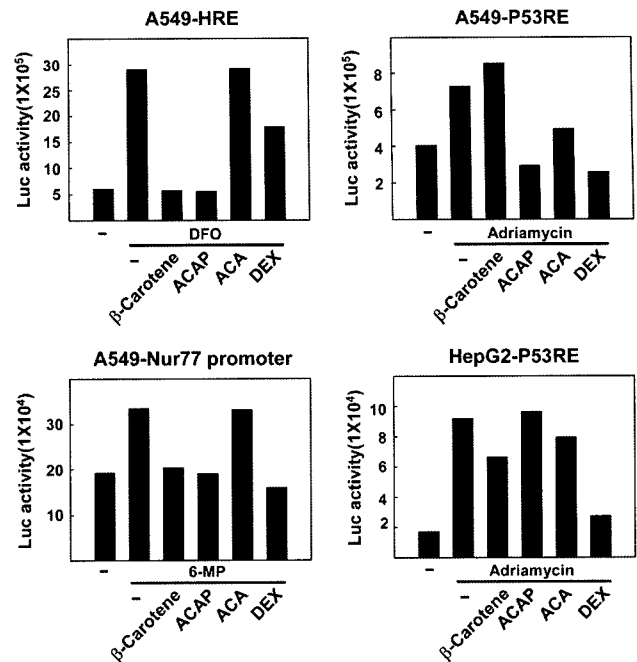 A549-HRE
Luc activity(1X10⁵)
30
25
20
15
10
5
–
–
β-Carotene
ACAP
ACA
DEX
DFO
A549-P53RE
Luc activity(1X10⁵)
8
6
4
2
–
–
β-Carotene
ACAP
ACA
DEX
Adriamycin
A549-Nur77 promoter
Luc activity(1X10⁴)
30
20
10
–
–
β-Carotene
ACAP
ACA
DEX
6-MP
HepG2-P53RE
Luc activity(1X10⁴)
10
8
6
4
2
–
–
β-Carotene
ACAP
ACA
DEX
Adriamycin